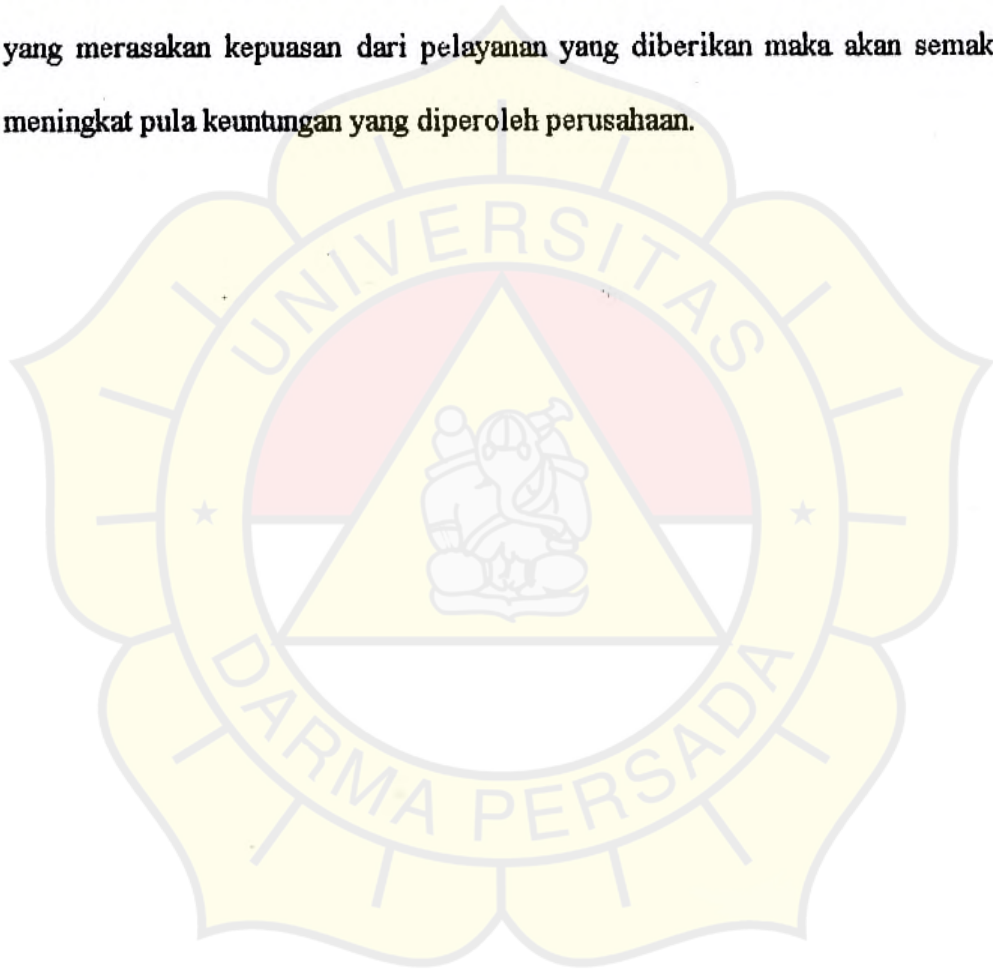 yang merasakan kepuasan dari pelayanan yang diberikan maka akan semak
meningkat pula keuntungan yang diperoleh perusahaan.
UNIVERSITAS
DARMA PERSADA